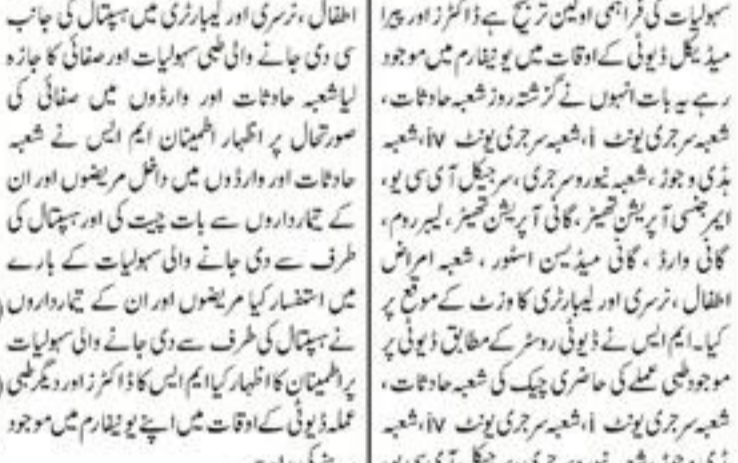 سہولیات کی فراہمی اولین ترجیح ہے ڈاکٹرز اور پیرا
میڈیکل ڈیوٹی کے اوقات میں یونیفارم میں موجود
رہے یہ بات انہوں نے گزشتہ روز شعبہ حادثات،
شعبہ سرجری یونٹ i،شعبہ سرجری یونٹ iv،شعبہ
ہڈی و جوڑ ،شعبہ نیوروسرجری ،سرجیکل آئی سی یو،
ایمرجنسی آپریشن تھیٹر ،گائنی آپریشن تھیٹر ،لیبر روم،
گائنی وارڈ ، گائنی میڈیسن اسٹور ، شعبہ امراض
اطفال ،نرسری اور لیبارٹری کا وزٹ کے موقع پر
کیا۔ایم ایس نے ڈیوٹی روسٹر کے مطابق ڈیوٹی پر
موجود طبی عملے کی حاضری چیک کی شعبہ حادثات ،
شعبہ سرجری یونٹ i،شعبہ سرجری یونٹ iv،شعبہ
اطفال ،نرسری اور لیبارٹری میں ہسپتال کی جانب
سی دی جانے والی طبی سہولیات اور صفائی کا جائزہ
لیاشعبہ حادثات اور وارڈوں میں صفائی کی
صورتحال پر اظہار اطمینان ایم ایس نے شعبہ
حادثات اور وارڈوں میں داخل مریضوں اور ان
کے تیمارداروں سے بات چیت کی اور ہسپتال کی
طرف سے دی جانے والی سہولیات کے بارے
میں استفسار کیا مریضوں اور ان کے تیمارداروں
نے ہسپتال کی طرف سے دی جانے والی سہولیات
پر اطمینان کا اظہار کیاایم ایس کا ڈاکٹرز اور دیگر طبی
عملہ ڈیوٹی کے اوقات میں اپنے یونیفارم میں موجود